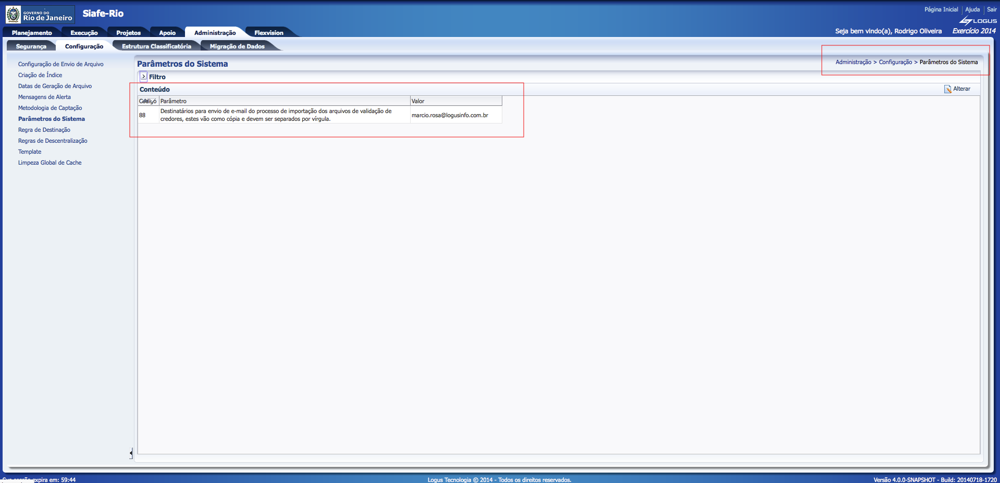 GOVERNO DO
Rio de Janeiro
Siafe-Rio
Página Inicial
Ajuda
Sair
LOGUS
Seja bem vindo(a), Rodrigo Oliveira
Exercício 2014
Planejamento
Execução
Projetos
Apoio
Administração
Flexvision
Segurança
Configuração
Estrutura Classificatória
Migração de Dados
Configuração de Envio de Arquivo
Criação de Índice
Datas de Geração de Arquivo
Mensagens de Alerta
Metodologia de Captação
Parâmetros do Sistema
Regra de Destinação
Regras de Descentralização
Template
Limpeza Global de Cache
Parâmetros do Sistema
Administração > Configuração > Parâmetros do Sistema
Filtro
Conteúdo
Alterar
Código
Parâmetro
Valor
88
Destinatários para envio de e-mail do processo de importação dos arquivos de validação de
credores, estes vão como cópia e devem ser separados por vírgula.
marcio.rosa@logusinfo.com.br
Sua sessão expira em: 59:44
Logus Tecnologia © 2014 - Todos os direitos reservados.
Versão 4.0.0-SNAPSHOT - Build: 20140718-1720